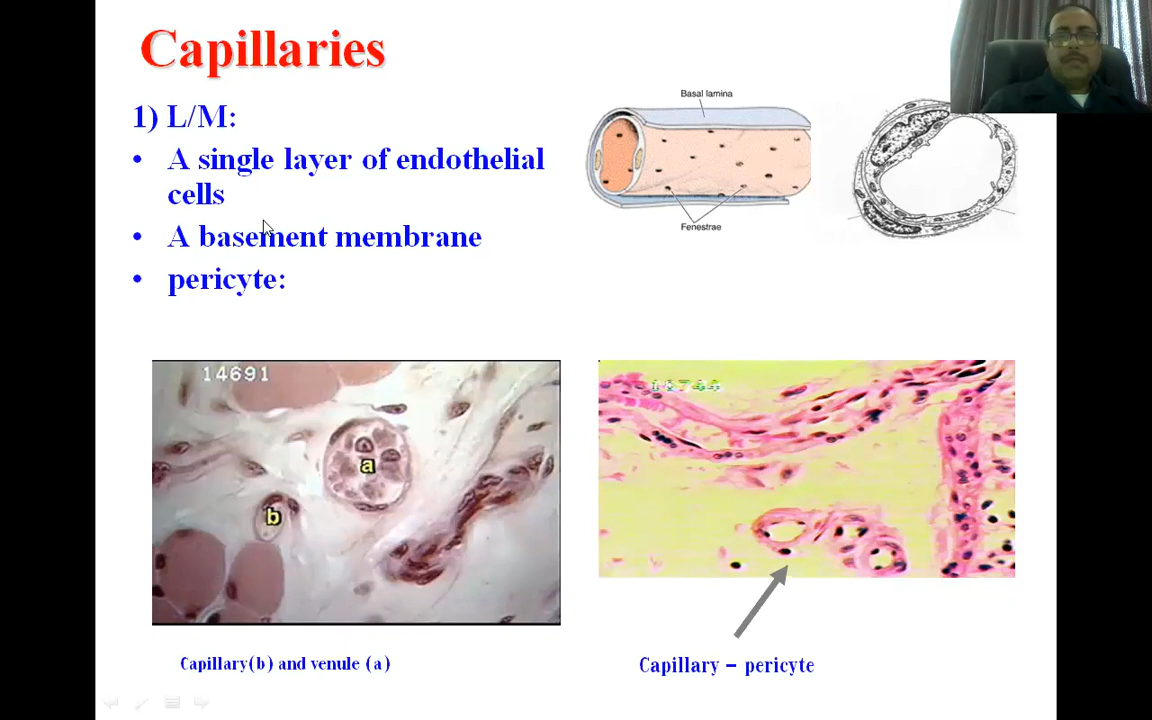 Capillaries
1) L/M:
• A single layer of endothelial
cells
• A basement membrane
• pericyte:
Basal lamina
Fenestrae
14691
a
b
Capillary(b) and venule (a)
Capillary – pericyte